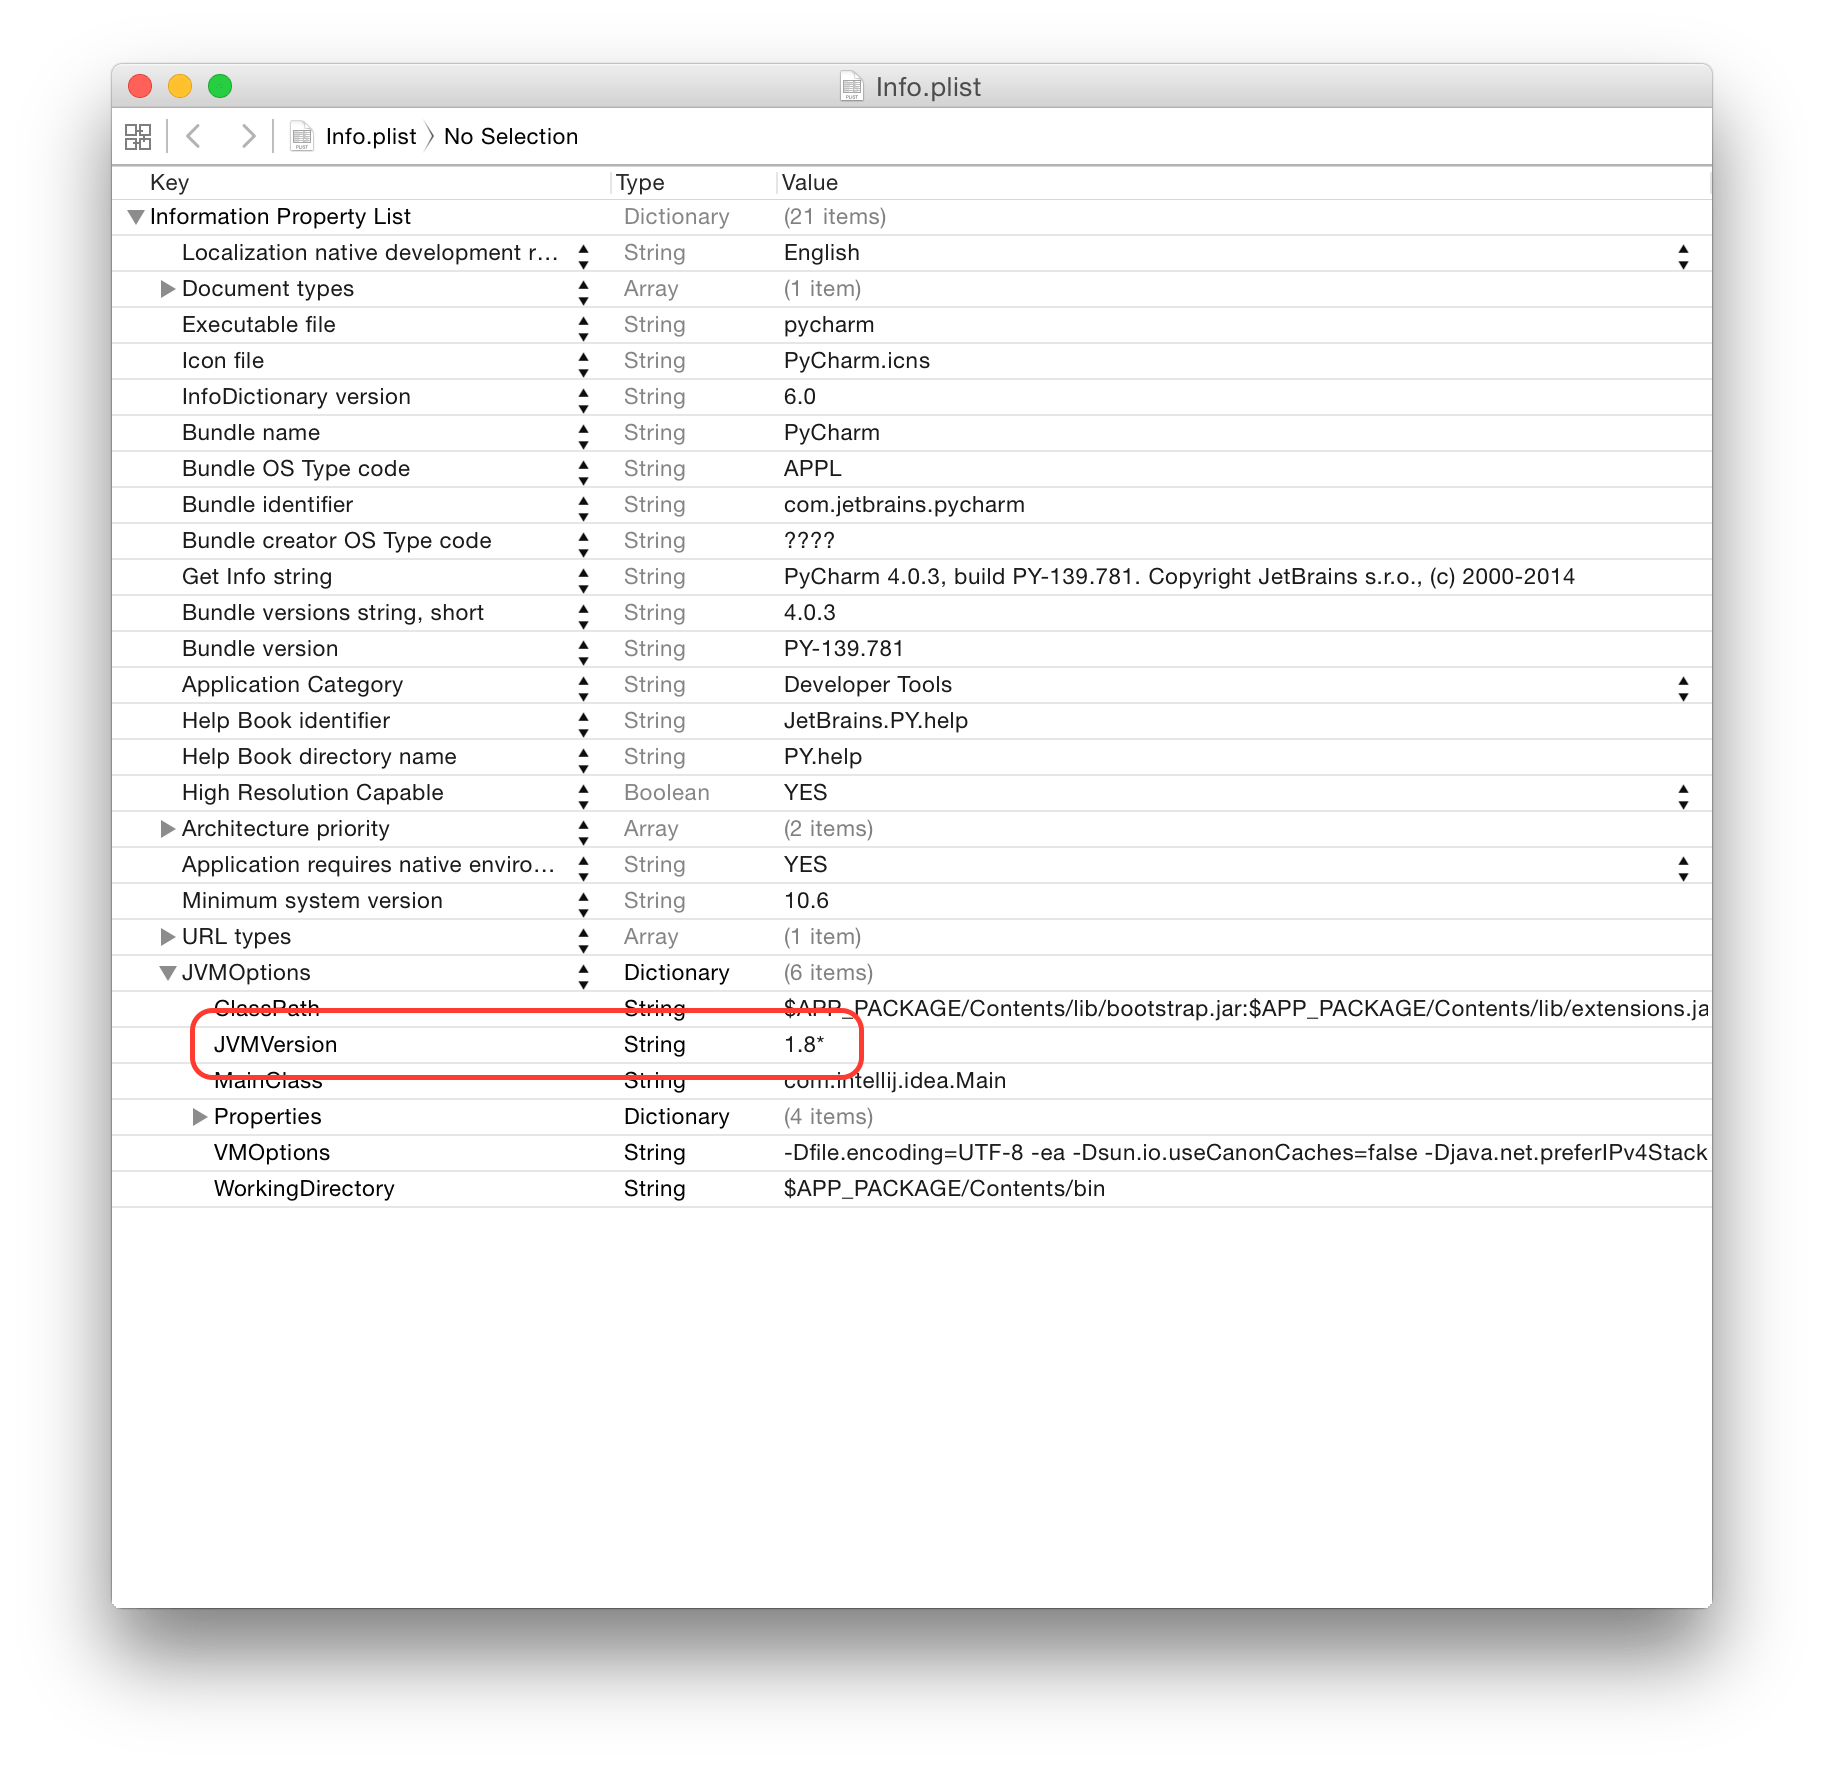 Info.plist
Info.plist No Selection
Key Type Value
Information Property List Dictionary (21 items)
Localization native development r... String English
Document types Array (1 item)
Executable file String pycharm
Icon file String PyCharm.icns
InfoDictionary version String 6.0
Bundle name String PyCharm
Bundle OS Type code String APPL
Bundle identifier String com.jetbrains.pycharm
Bundle creator OS Type code String ????
Get Info string String PyCharm 4.0.3, build PY-139.781. Copyright JetBrains s.r.o., (c) 2000-2014
Bundle versions string, short String 4.0.3
Bundle version String PY-139.781
Application Category String Developer Tools
Help Book identifier String JetBrains.PY.help
Help Book directory name String PY.help
High Resolution Capable Boolean YES
Architecture priority Array (2 items)
Application requires native enviro... String YES
Minimum system version String 10.6
URL types Array (1 item)
JVMOptions Dictionary (6 items)
ClassPath String $APP_PACKAGE/Contents/lib/bootstrap.jar:$APP_PACKAGE/Contents/lib/extensions.ja
JVMVersion String 1.8*
MainClass String com.intellij.idea.Main
Properties Dictionary (4 items)
VMOptions String -Dfile.encoding=UTF-8 -ea -Dsun.io.useCanonCaches=false -Djava.net.preferIPv4Stack
WorkingDirectory String $APP_PACKAGE/Contents/bin